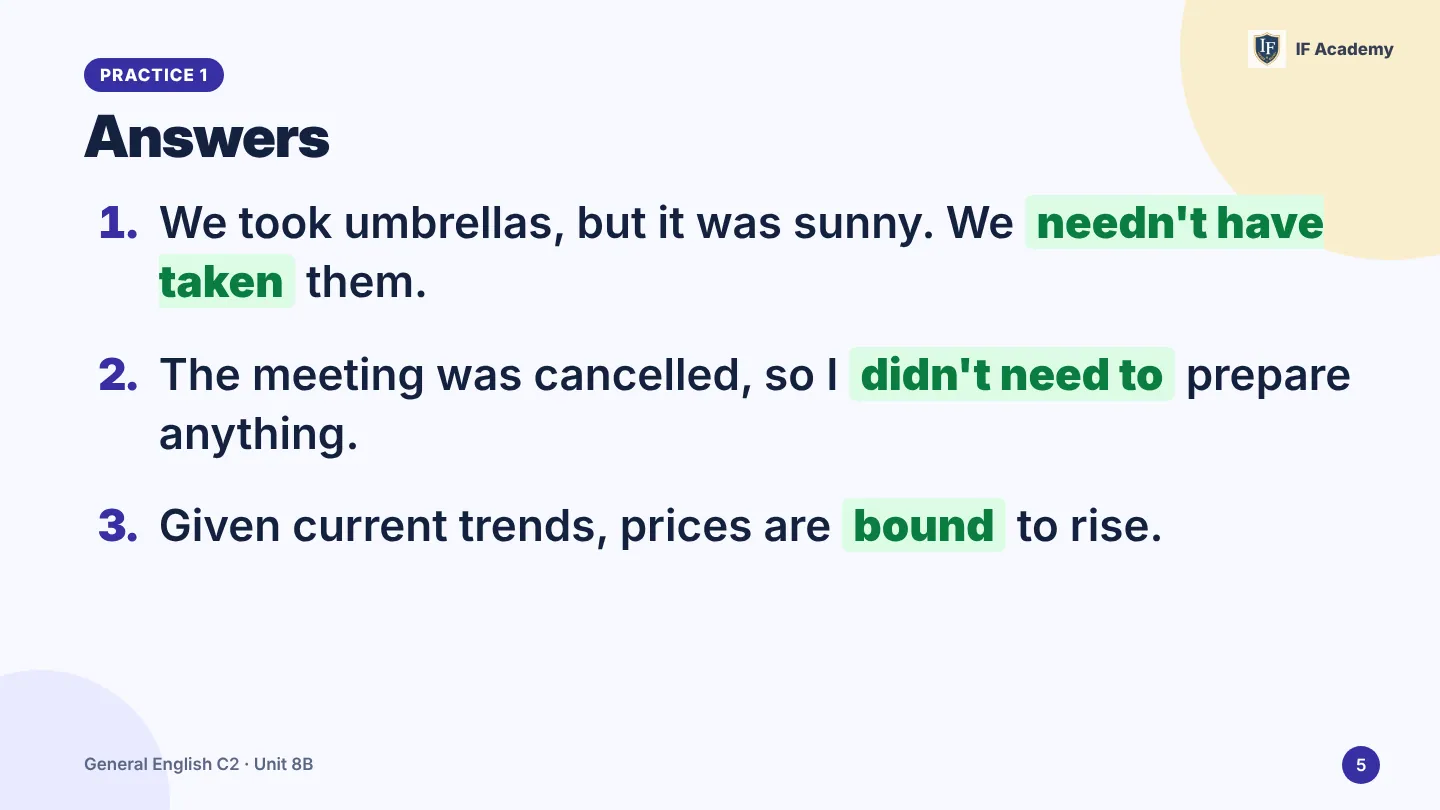 IF
IF Academy
PRACTICE 1
Answers
1. We took umbrellas, but it was sunny. We needn't have
taken them.
2. The meeting was cancelled, so I didn't need to prepare
anything.
3. Given current trends, prices are bound to rise.
General English C2 · Unit 8B
5